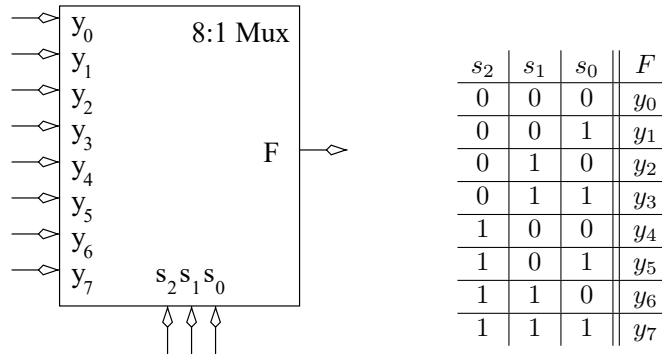 8:1 Mux
y0
y1
y2
y3
y4
y5
y6
y7
F
s2 s1 s0
s2 s1 s0 F
0 0 0 y0
0 0 1 y1
0 1 0 y2
0 1 1 y3
1 0 0 y4
1 0 1 y5
1 1 0 y6
1 1 1 y7